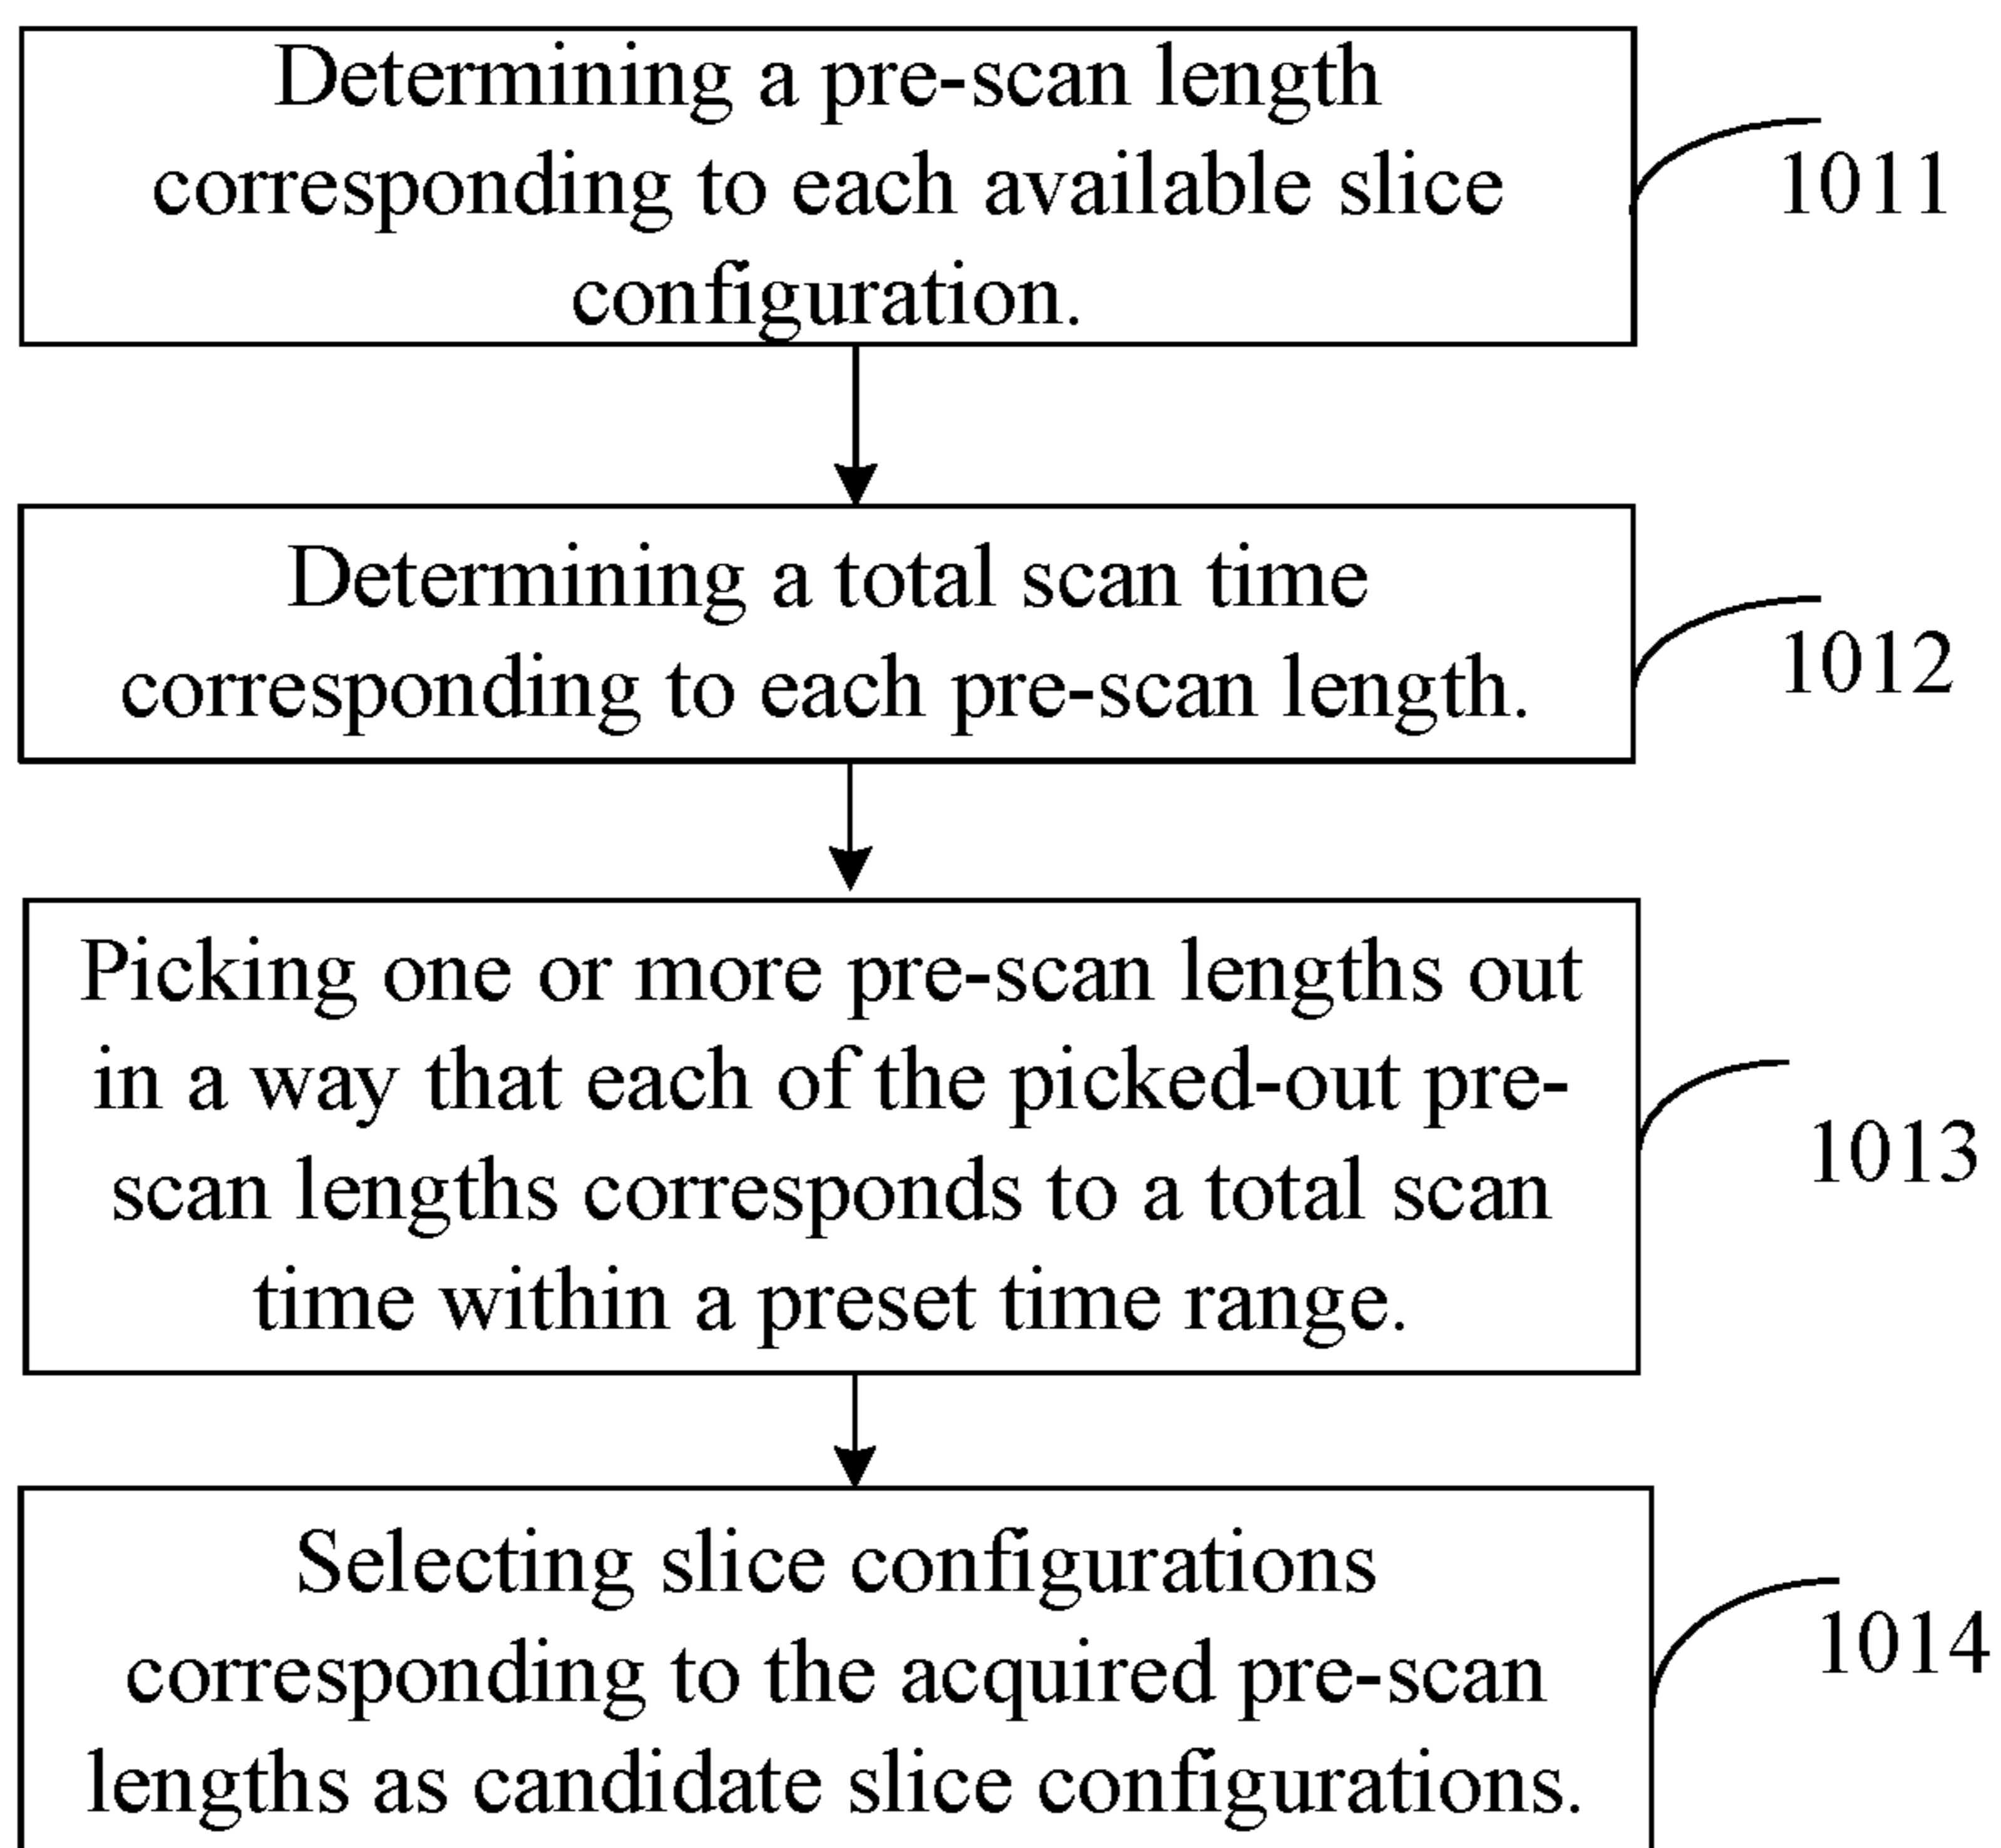 Determining a pre-scan length
corresponding to each available slice
configuration.
1011
Determining a total scan time
corresponding to each pre-scan length.
1012
Picking one or more pre-scan lengths out
in a way that each of the picked-out pre-
scan lengths corresponds to a total scan
time within a preset time range.
1013
Selecting slice configurations
corresponding to the acquired pre-scan
lengths as candidate slice configurations.
1014